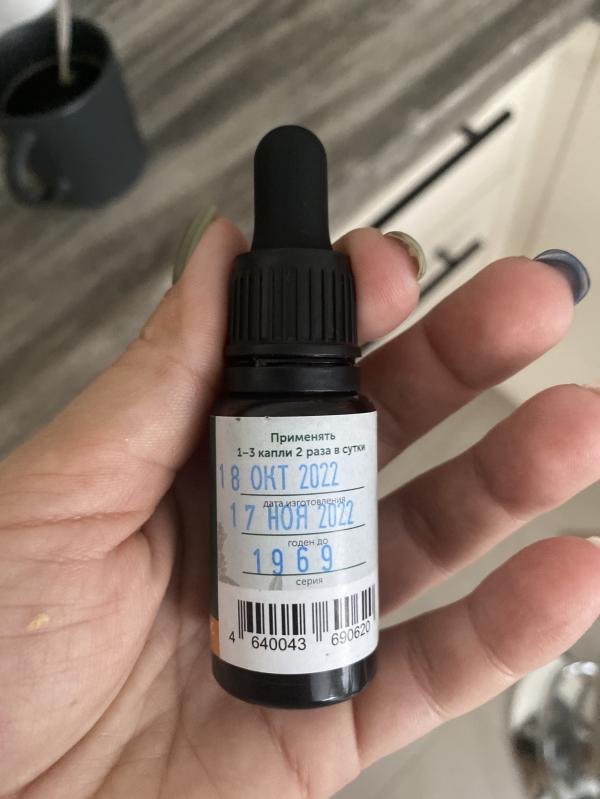 Применять
1–3 капли 2 раза в сутки
18 ОКТ 2022
дата изготовления
17 НОЯ 2022
годен до
1969
серия
4 640043 690620